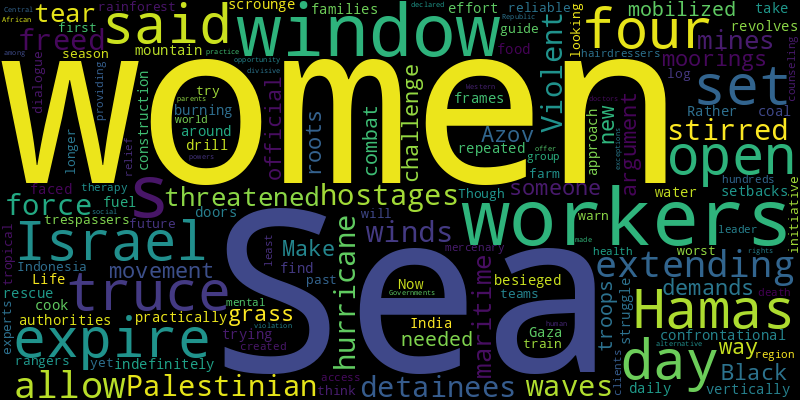 Central
African
tear
rainforest
first
freed
season
said
mountain
window
practice
scrounge
families
effort
declared
Republic
reliable
guide
revolves
food
opportunity
divisive
among
Violent
looking
four
mobilized
take
mines
hairdressers
moorings
log
counseling
women
dialogue
providing
longer
construction
try
parents
burning
world
around
drill
powers
official
roots
combat
challenge
Western
frames
Azov
repeated
group
offer
farm
approach
new
doctors
exceptions
argument
set
Rather
coal
stirred
open
hundreds
setbacks
water
leader
rights
initiative
faced
relief
S
threatened
hostages
Though
someone
force
fuel
therapy
social
trespassers
future
doors
workers
warn
made
health
worst
tropical
Israel
Indonesia
movement
Life
truce
rescue
cook
mental
find
past
Make
least
Sea
hurricane
winds
will
mercenary
maritime
besieged
teams
Now
Governments
India
needed
Gaza
train
human
troops
struggle
extending
demands
confrontational
death
Hamas
way
region
alternative
experts
authorities
practically
grass
violation
expire
trying
created
rangers
yet
indefinitely
allow
Palestinian
access
think
detainees
waves
clients
day
daily
Black
vertically